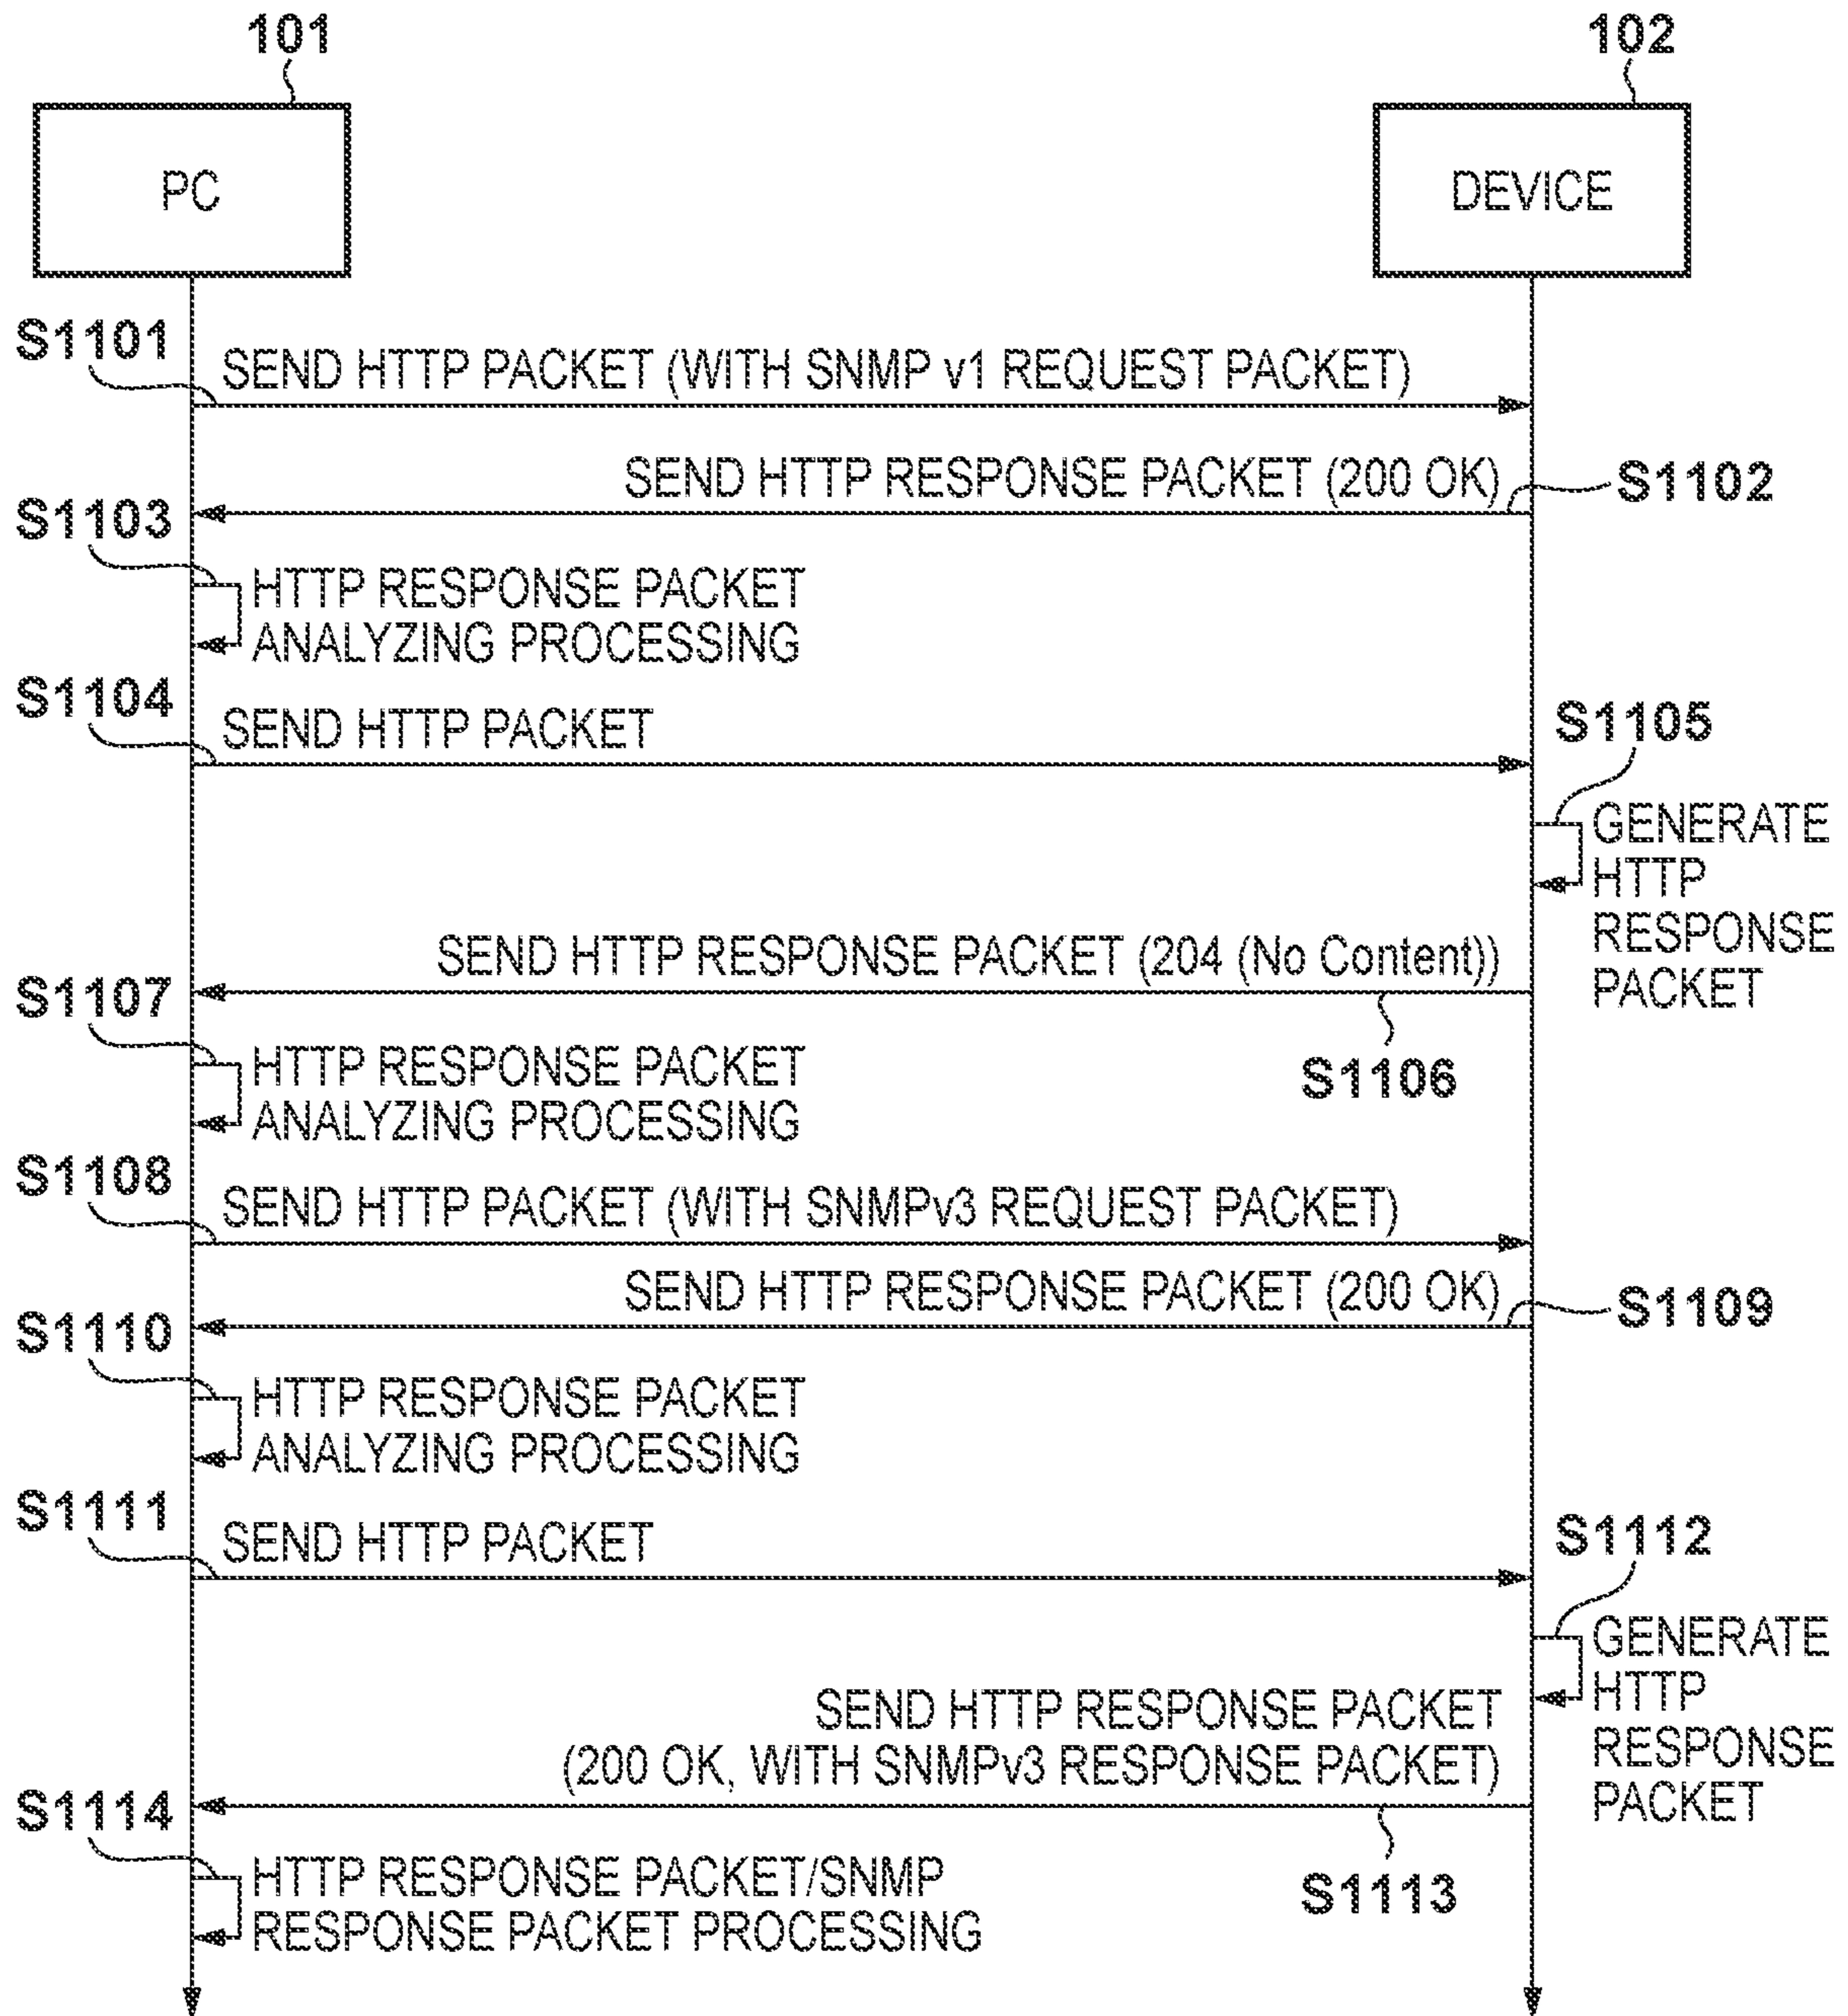 101
102
PC
DEVICE
S1101
SEND HTTP PACKET (WITH SNMP v1 REQUEST PACKET)
SEND HTTP RESPONSE PACKET (200 OK)
S1102
S1103
HTTP RESPONSE PACKET
ANALYZING PROCESSING
S1104
SEND HTTP PACKET
S1105
GENERATE
HTTP
RESPONSE
PACKET
SEND HTTP RESPONSE PACKET (204 (No Content))
S1106
S1107
HTTP RESPONSE PACKET
ANALYZING PROCESSING
S1108
SEND HTTP PACKET (WITH SNMPv3 REQUEST PACKET)
SEND HTTP RESPONSE PACKET (200 OK)
S1109
S1110
HTTP RESPONSE PACKET
ANALYZING PROCESSING
S1111
SEND HTTP PACKET
S1112
GENERATE
HTTP
RESPONSE
PACKET
SEND HTTP RESPONSE PACKET
(200 OK, WITH SNMPv3 RESPONSE PACKET)
S1113
S1114
HTTP RESPONSE PACKET/SNMP
RESPONSE PACKET PROCESSING